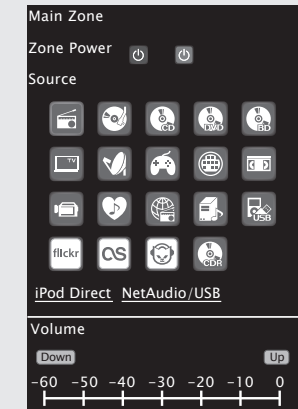 Main Zone
Zone Power
Source
CD DVD BD
TV
USB
flickr as CDR
iPod Direct NetAudio/USB
Volume
Down Up
-60 -50 -40 -30 -20 -10 0